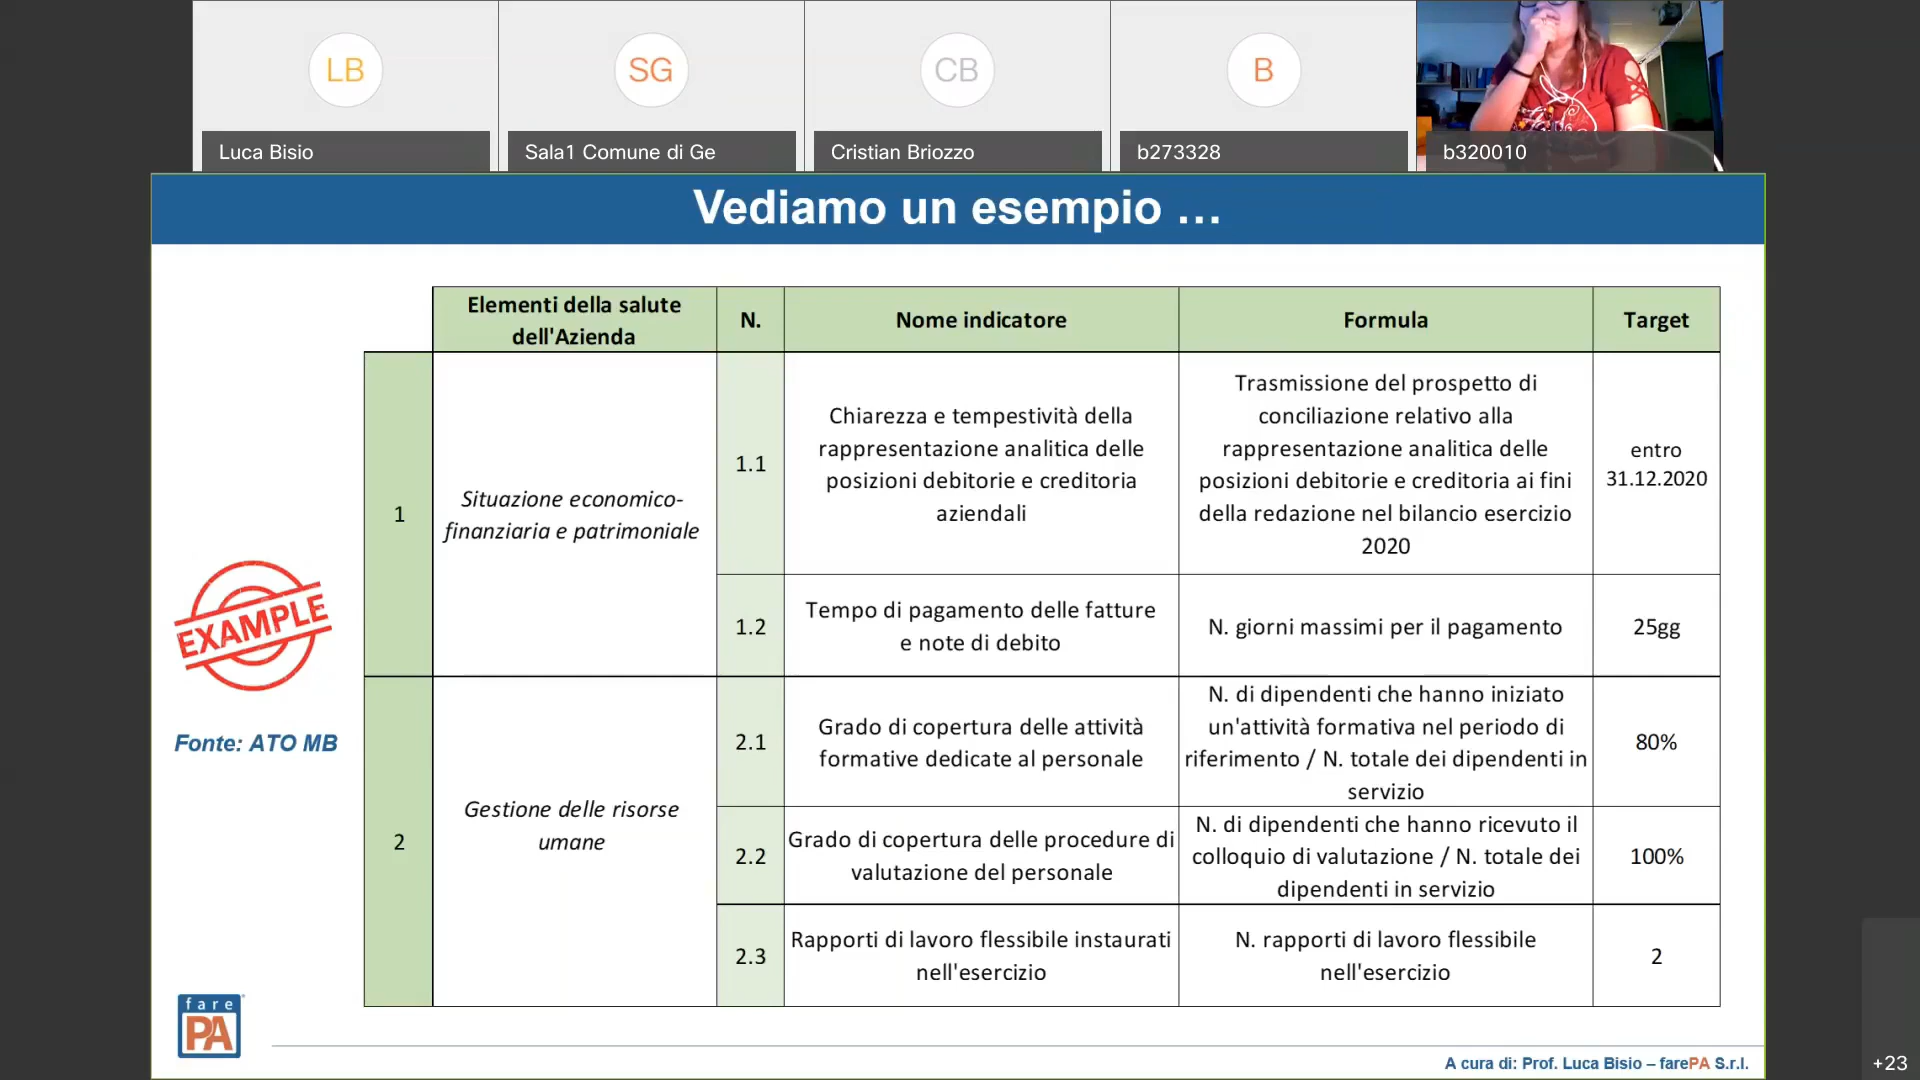 LB
SG
CB
B
Luca Bisio
Sala1 Comune di Ge
Cristian Briozzo
b273328
b320010
Vediamo un esempio ...
Elementi della salute
dell'Azienda
N.
Nome indicatore
Formula
Target
1
Situazione economico-
finanziaria e patrimoniale
1.1
Chiarezza e tempestività della
rappresentazione analitica delle
posizioni debitorie e creditoria
aziendali
Trasmissione del prospetto di
conciliazione relativo alla
rappresentazione analitica delle
posizioni debitorie e creditoria ai fini
della redazione nel bilancio esercizio
2020
entro
31.12.2020
1.2
Tempo di pagamento delle fatture
e note di debito
N. giorni massimi per il pagamento
25gg
2
Gestione delle risorse
umane
2.1
Grado di copertura delle attività
formative dedicate al personale
N. di dipendenti che hanno iniziato
un'attività formativa nel periodo di
riferimento / N. totale dei dipendenti in
servizio
80%
2.2
Grado di copertura delle procedure di
valutazione del personale
N. di dipendenti che hanno ricevuto il
colloquio di valutazione / N. totale dei
dipendenti in servizio
100%
2.3
Rapporti di lavoro flessibile instaurati
nell'esercizio
N. rapporti di lavoro flessibile
nell'esercizio
2
EXAMPLE
Fonte: ATO MB
fare
PA
A cura di: Prof. Luca Bisio – farePA S.r.l.
+23